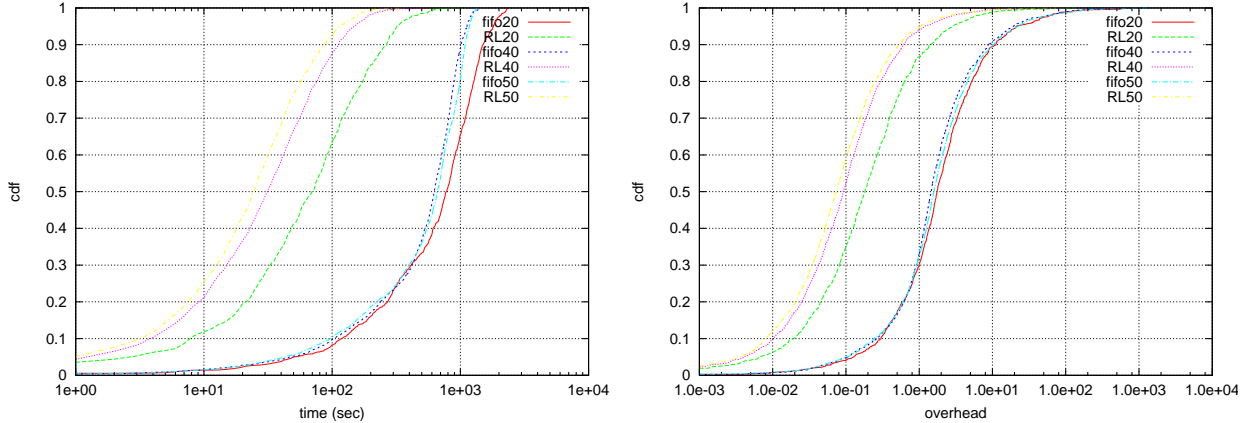 1
0.9
0.8
0.7
0.6
0.5
0.4
0.3
0.2
0.1
0
cdf
1e+00
1e+01
1e+02
1e+03
1e+04
time (sec)
fifo20
RL20
fifo40
RL40
fifo50
RL50
1
0.9
0.8
0.7
0.6
0.5
0.4
0.3
0.2
0.1
0
cdf
1.0e-03
1.0e-02
1.0e-01
1.0e+00
1.0e+01
1.0e+02
1.0e+03
1.0e+04
overhead
fifo20
RL20
fifo40
RL40
fifo50
RL50